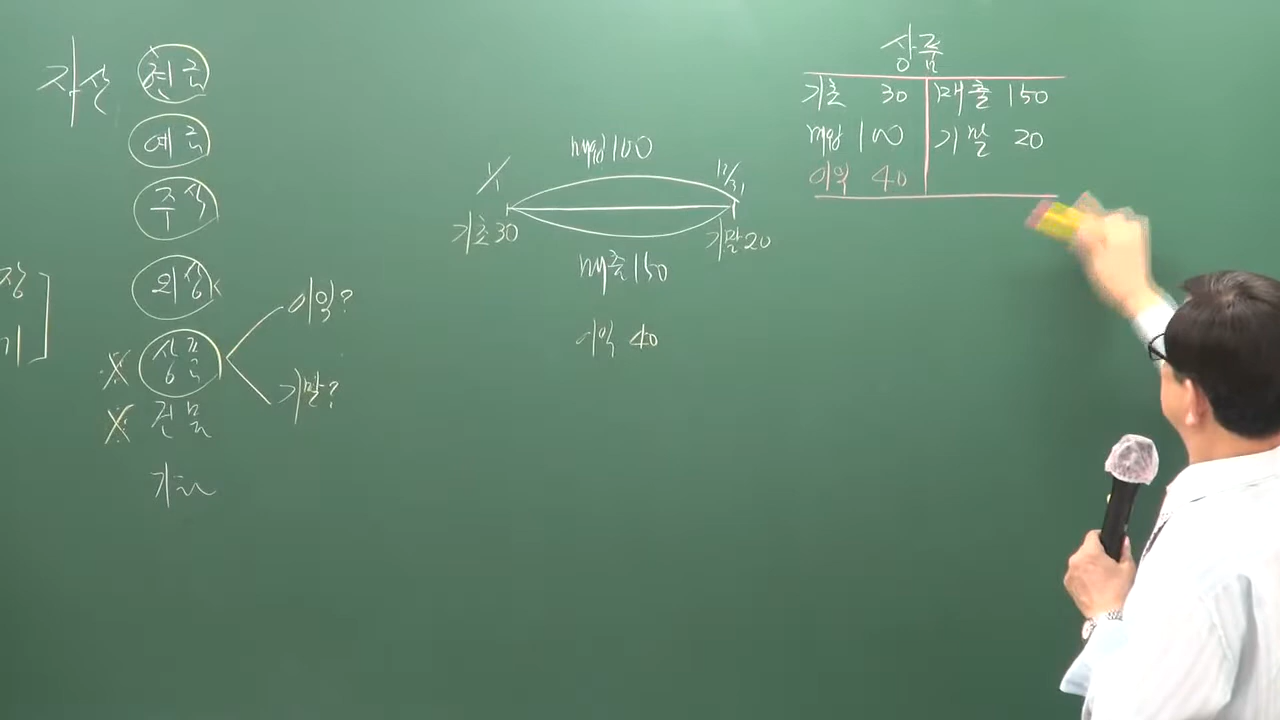 자산 현금
예금
주식
외상
상품
건물
이익?
기말?
장
1/1
매입 100
12/31
기초 30
기말 20
매출 150
이익 40
상품
기초 30 매출 150
매입 100 기말 20
이익 40